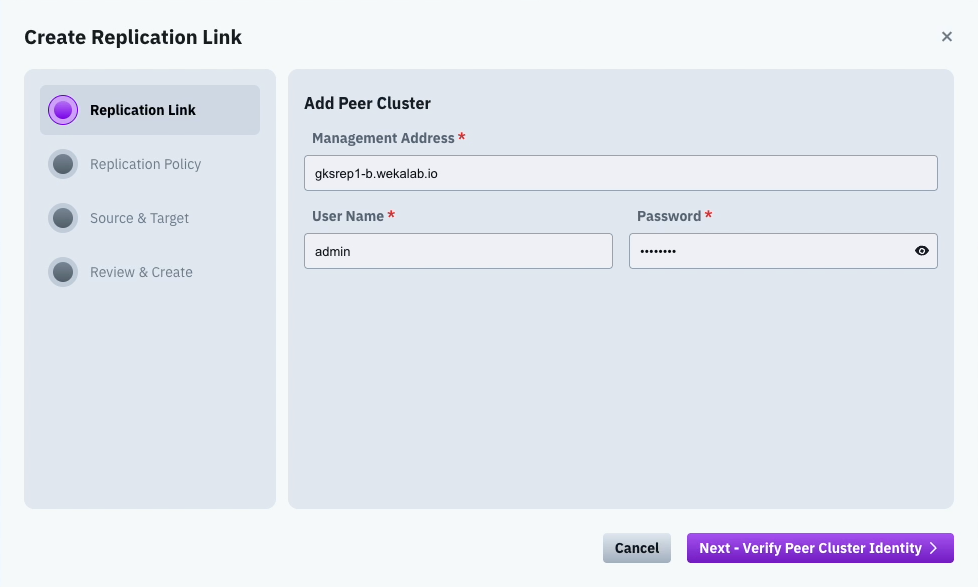 Create Replication Link
Replication Link
Replication Policy
Source & Target
Review & Create
Add Peer Cluster
Management Address *
gksrep1-b.wekalab.io
User Name *
Password *
admin
••••••••
Cancel
Next - Verify Peer Cluster Identity